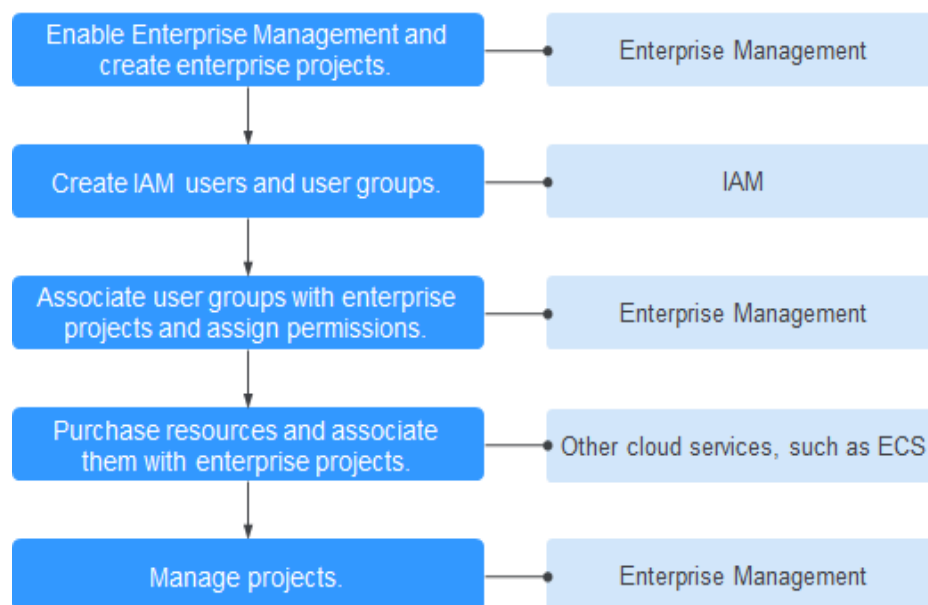 Enable Enterprise Management and
create enterprise projects.
Enterprise Management
Create IAM users and user groups.
IAM
Associate user groups with enterprise
projects and assign permissions.
Enterprise Management
Purchase resources and associate
them with enterprise projects.
Other cloud services, such as ECS
Manage projects.
Enterprise Management